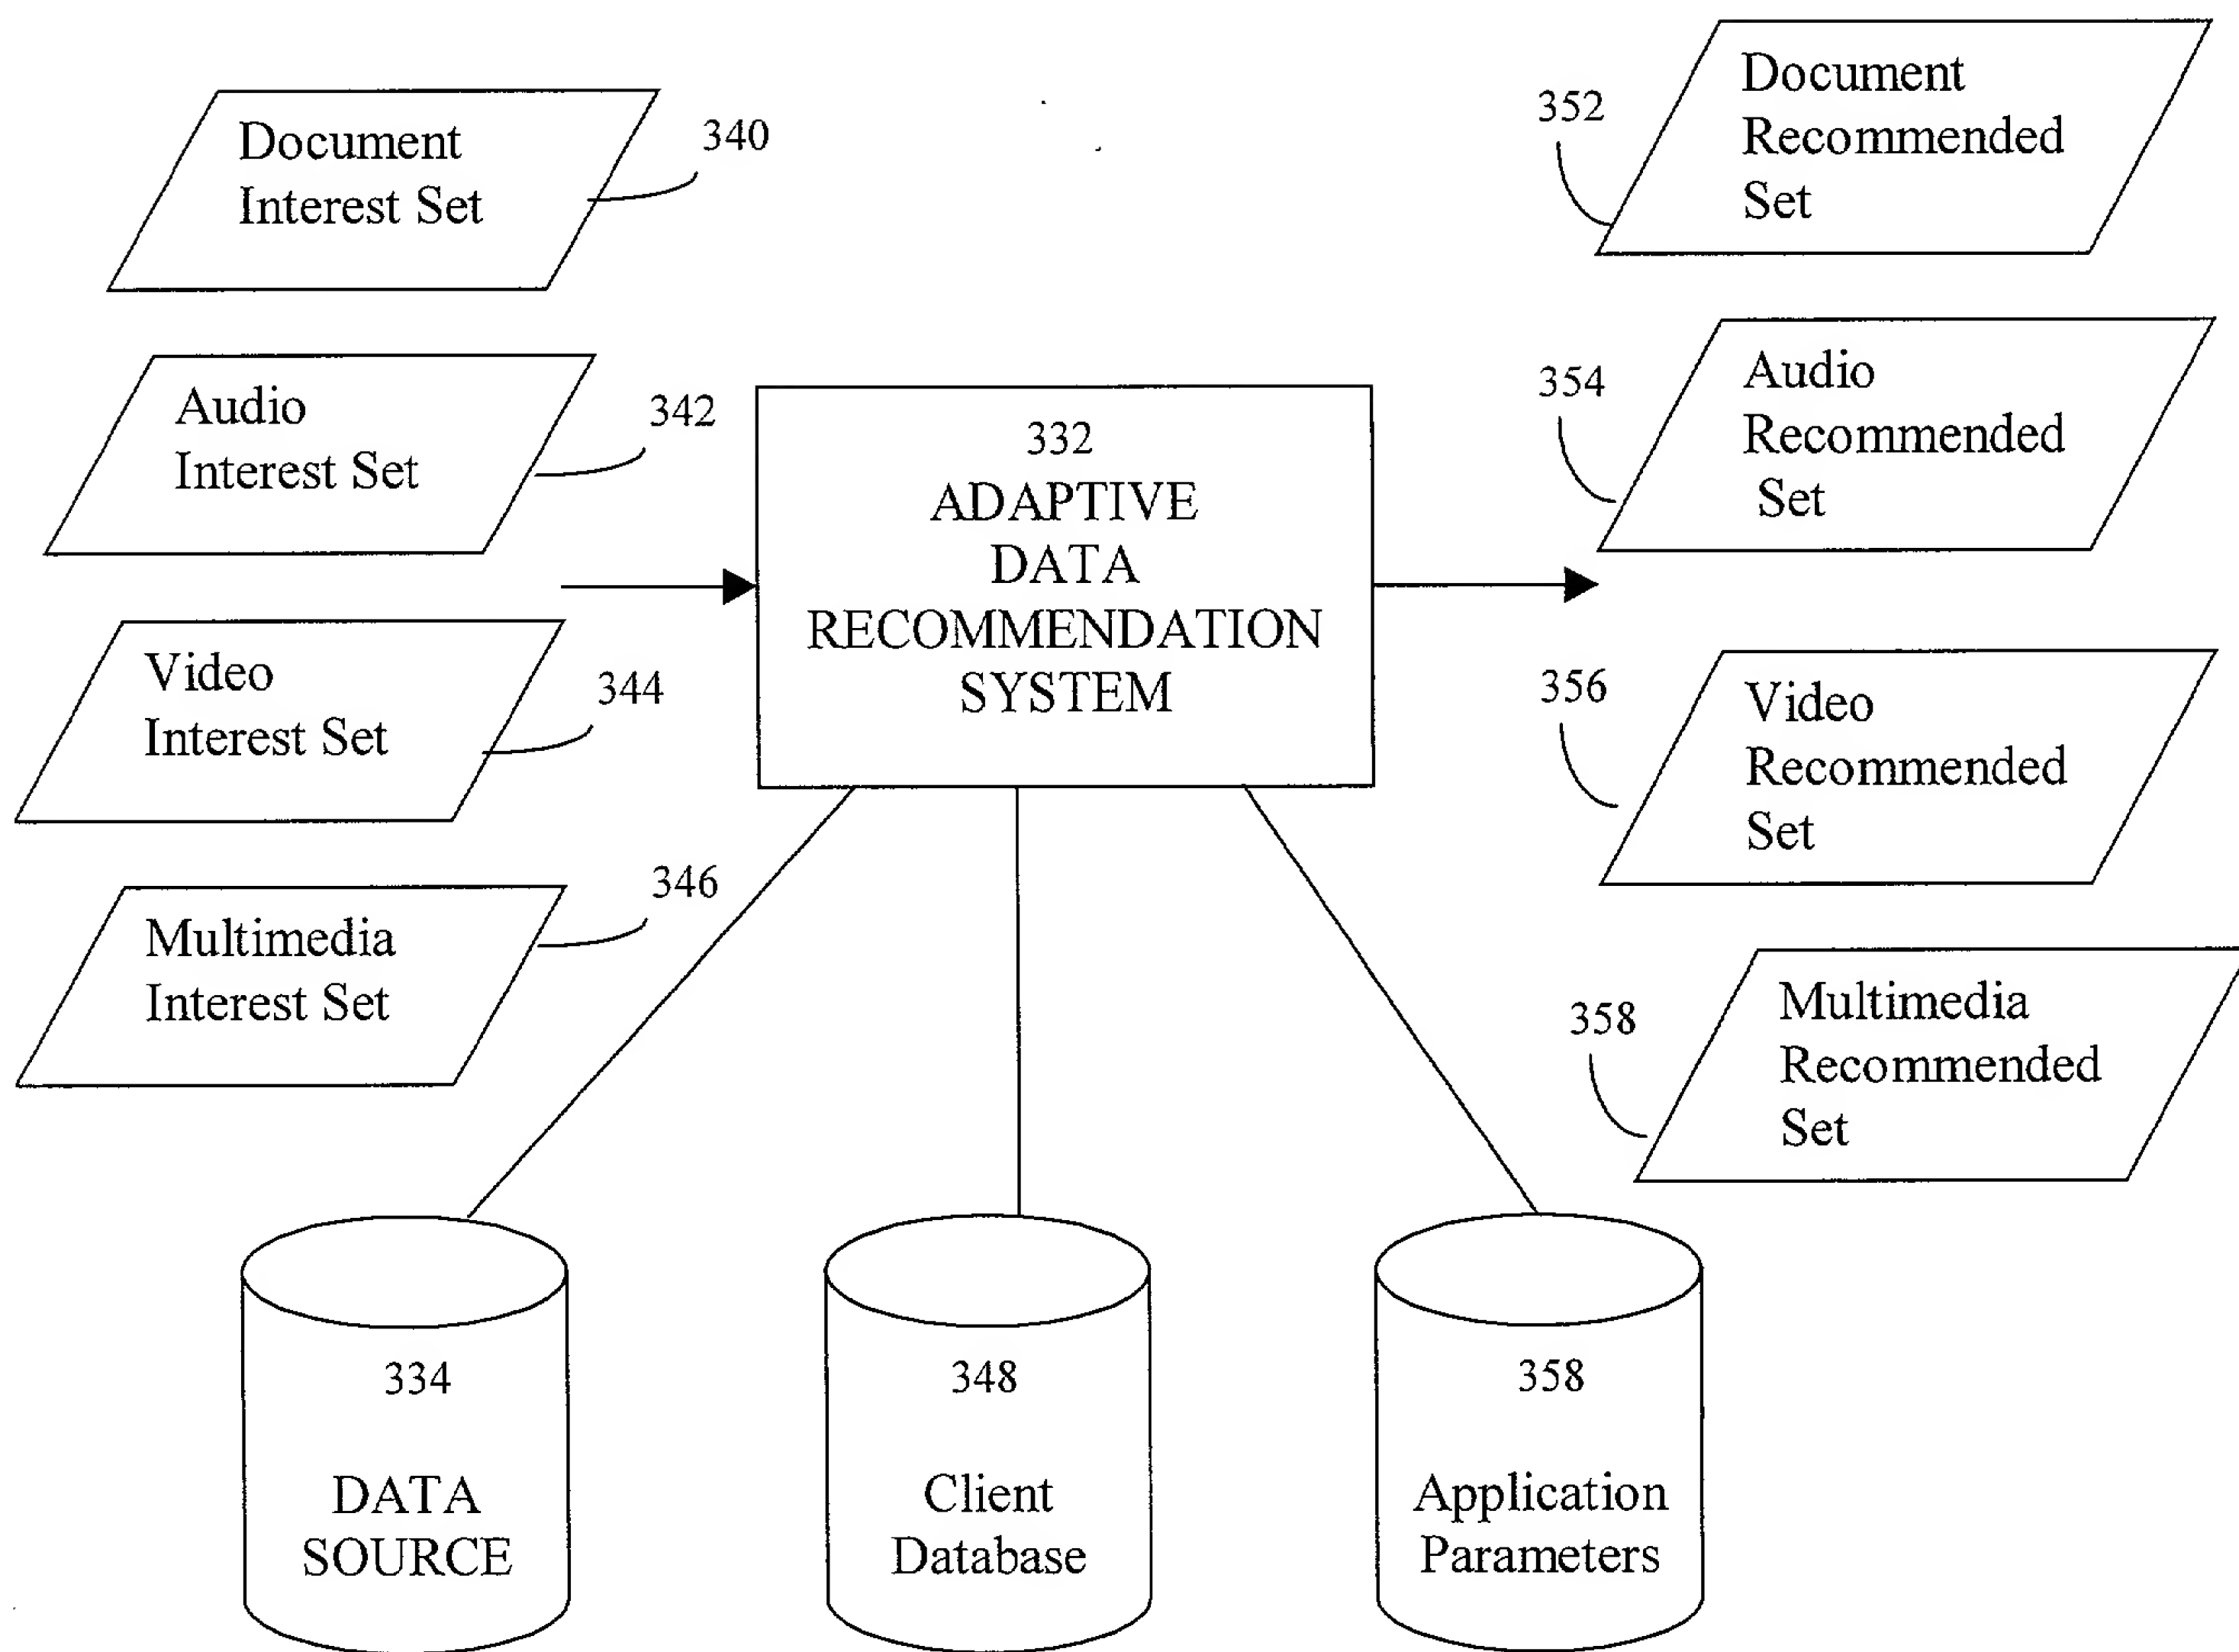 Document
Interest Set
340
Audio
Interest Set
342
Video
Interest Set
344
Multimedia
Interest Set
346
332
ADAPTIVE
DATA
RECOMMENDATION
SYSTEM
352
Document
Recommended
Set
354
Audio
Recommended
Set
356
Video
Recommended
Set
358
Multimedia
Recommended
Set
334
DATA
SOURCE
348
Client
Database
358
Application
Parameters